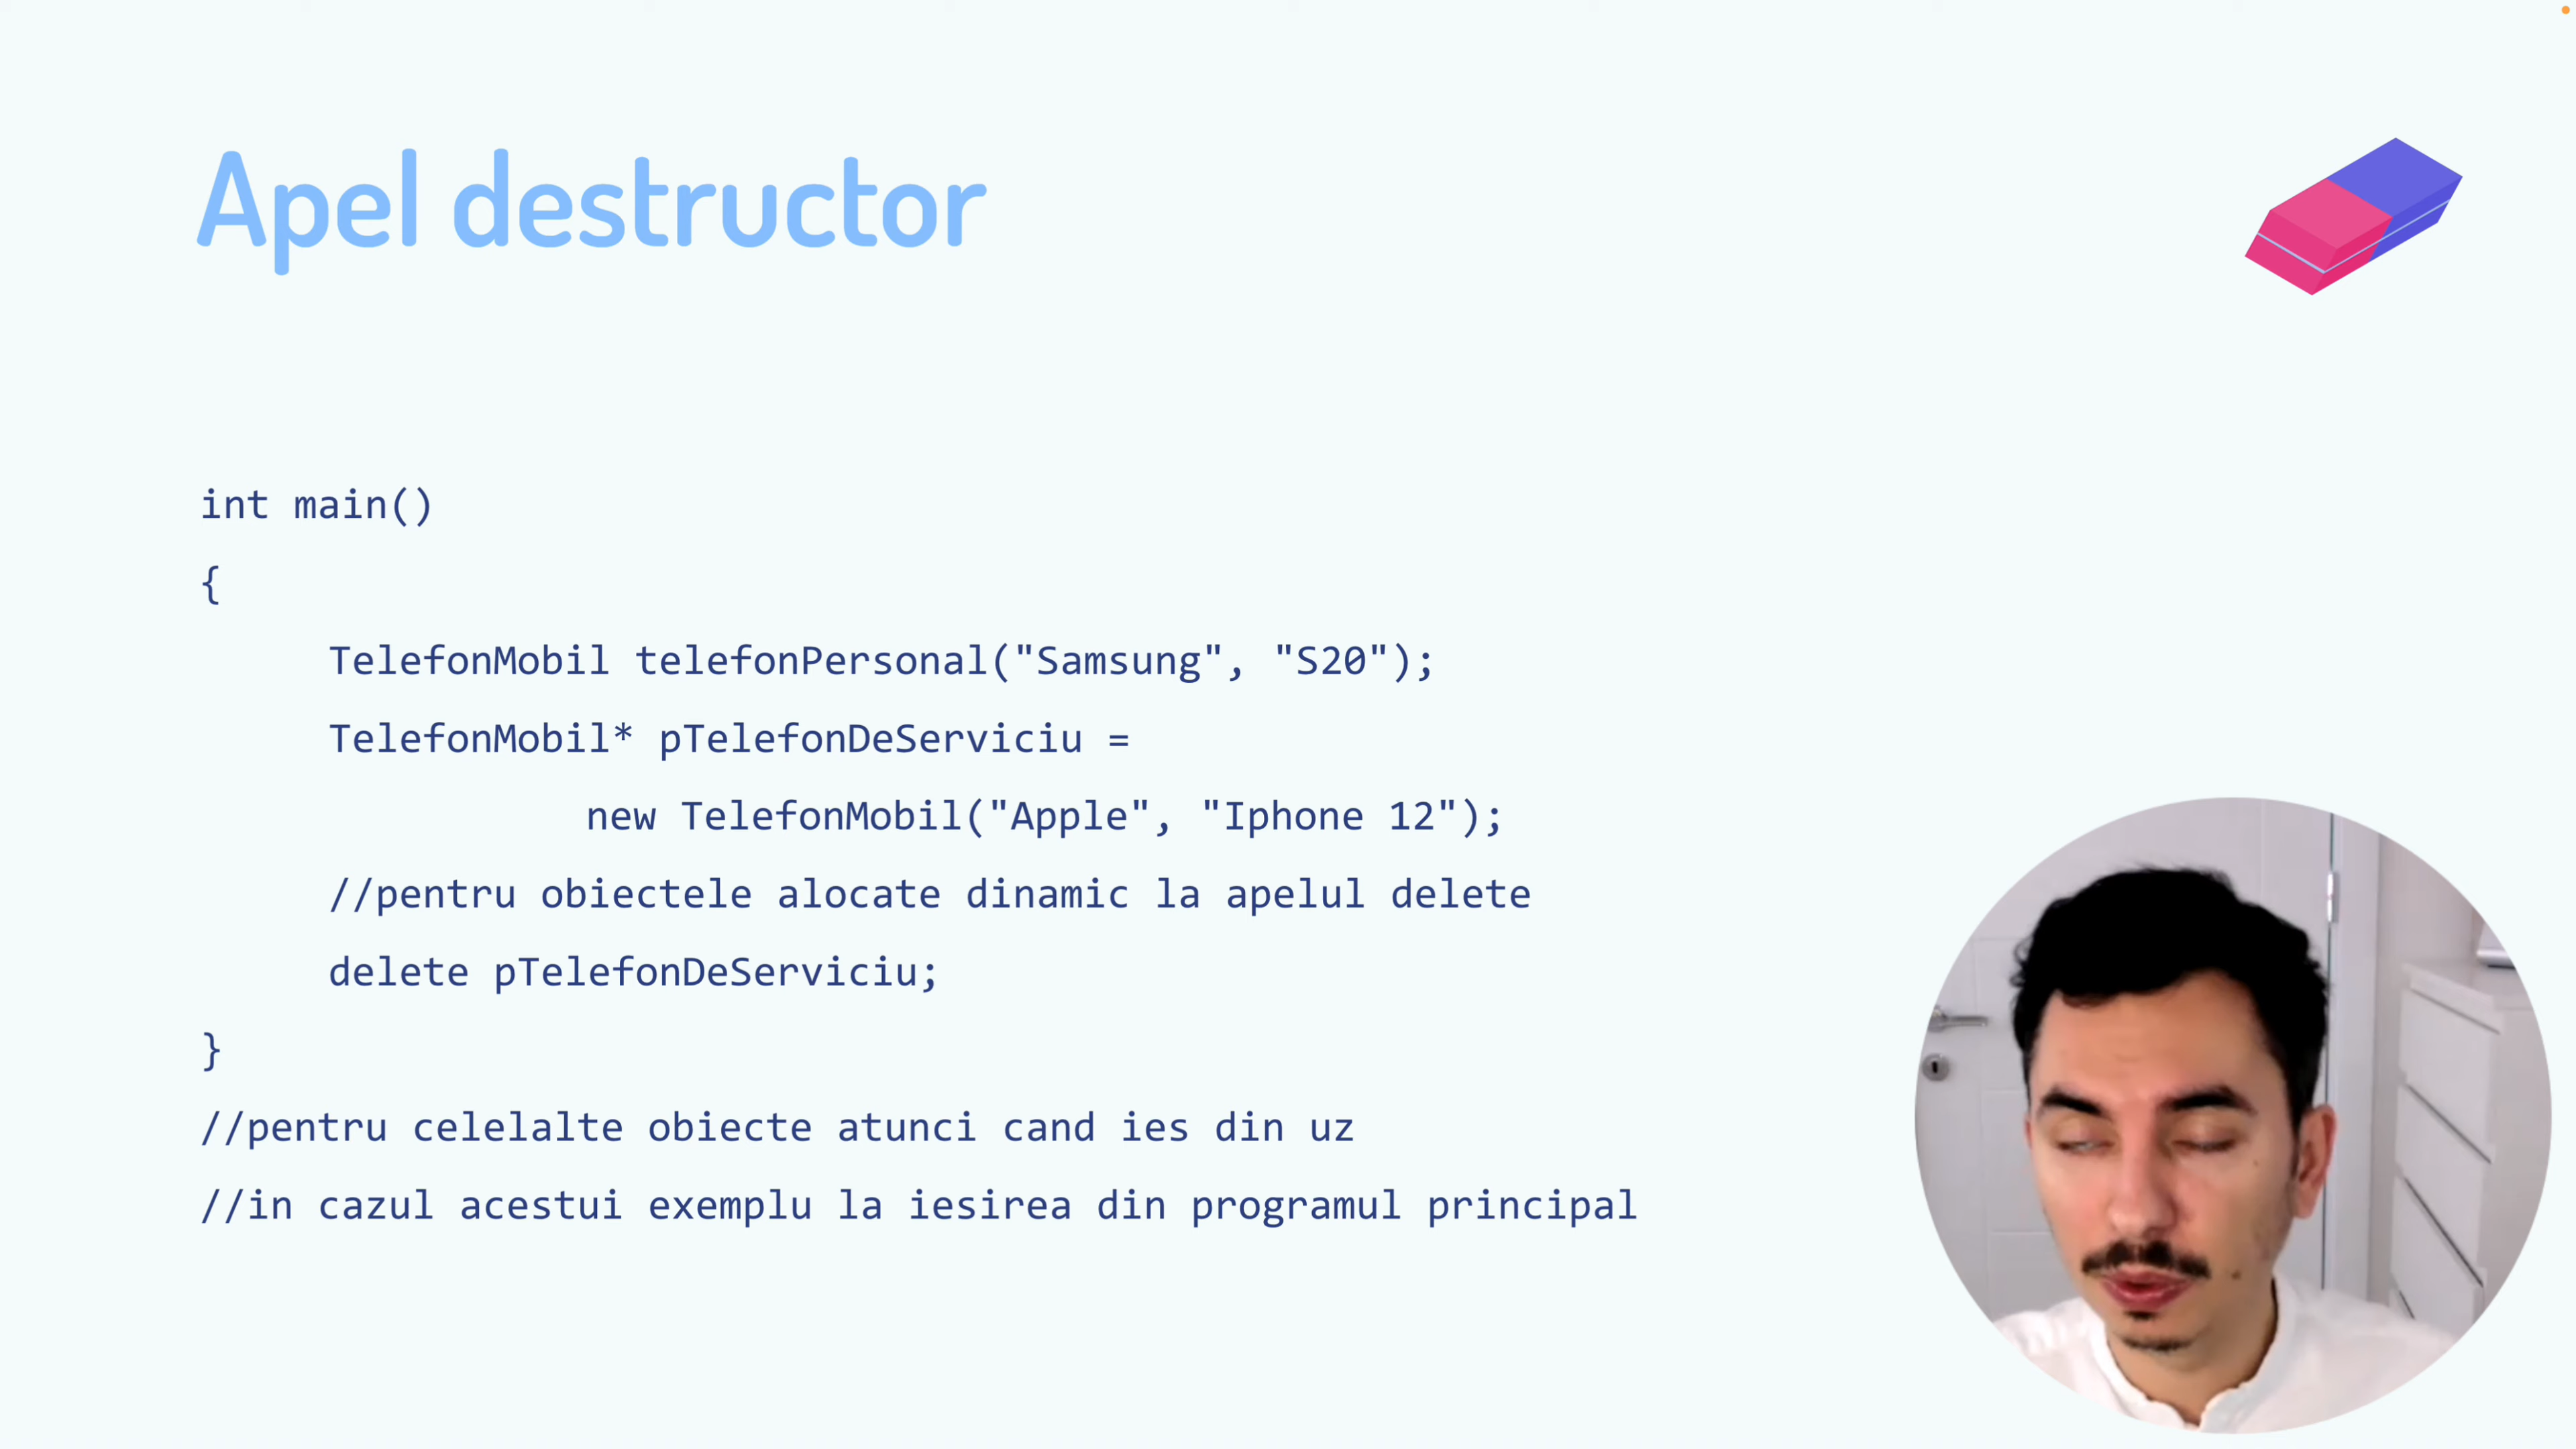 Apel destructor
int main()
{
TelefonMobil telefonPersonal("Samsung", "S20");
TelefonMobil* pTelefonDeServiciu =
new TelefonMobil("Apple", "Iphone 12");
//pentru obiectele alocate dinamic la apelul delete
delete pTelefonDeServiciu;
}
//pentru celelalte obiecte atunci cand ies din uz
//in cazul acestui exemplu la iesirea din programul principal